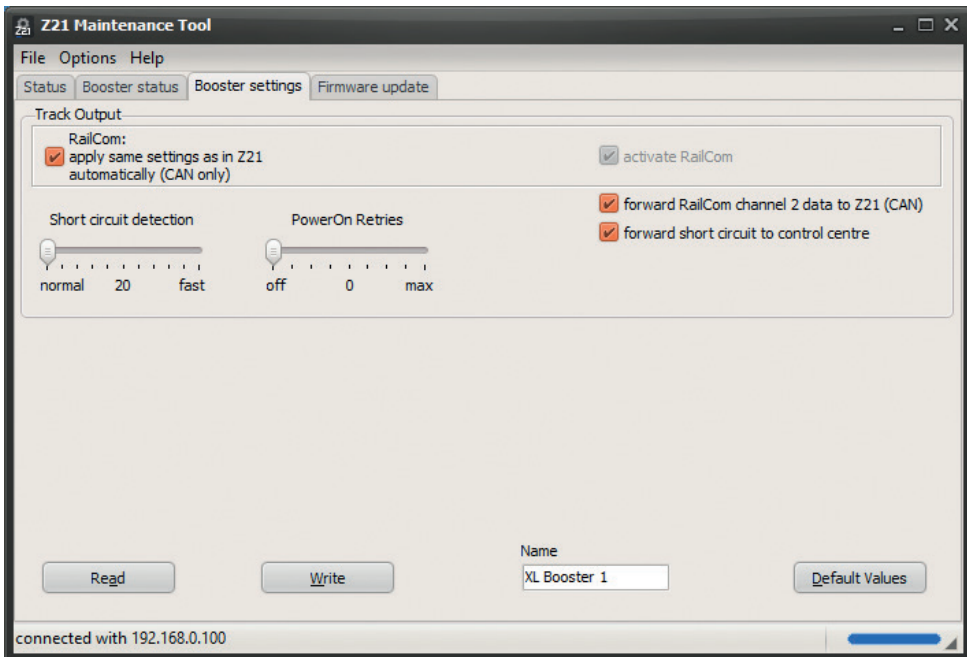 Z21 Z21 Maintenance Tool
File Options Help
Status Booster status Booster settings Firmware update
Track Output
RailCom:
apply same settings as in Z21
automatically (CAN only)
activate RailCom
forward RailCom channel 2 data to Z21 (CAN)
forward short circuit to control centre
Short circuit detection
normal 20 fast
PowerOn Retries
off 0 max
Read
Write
Name
XL Booster 1
Default Values
connected with 192.168.0.100